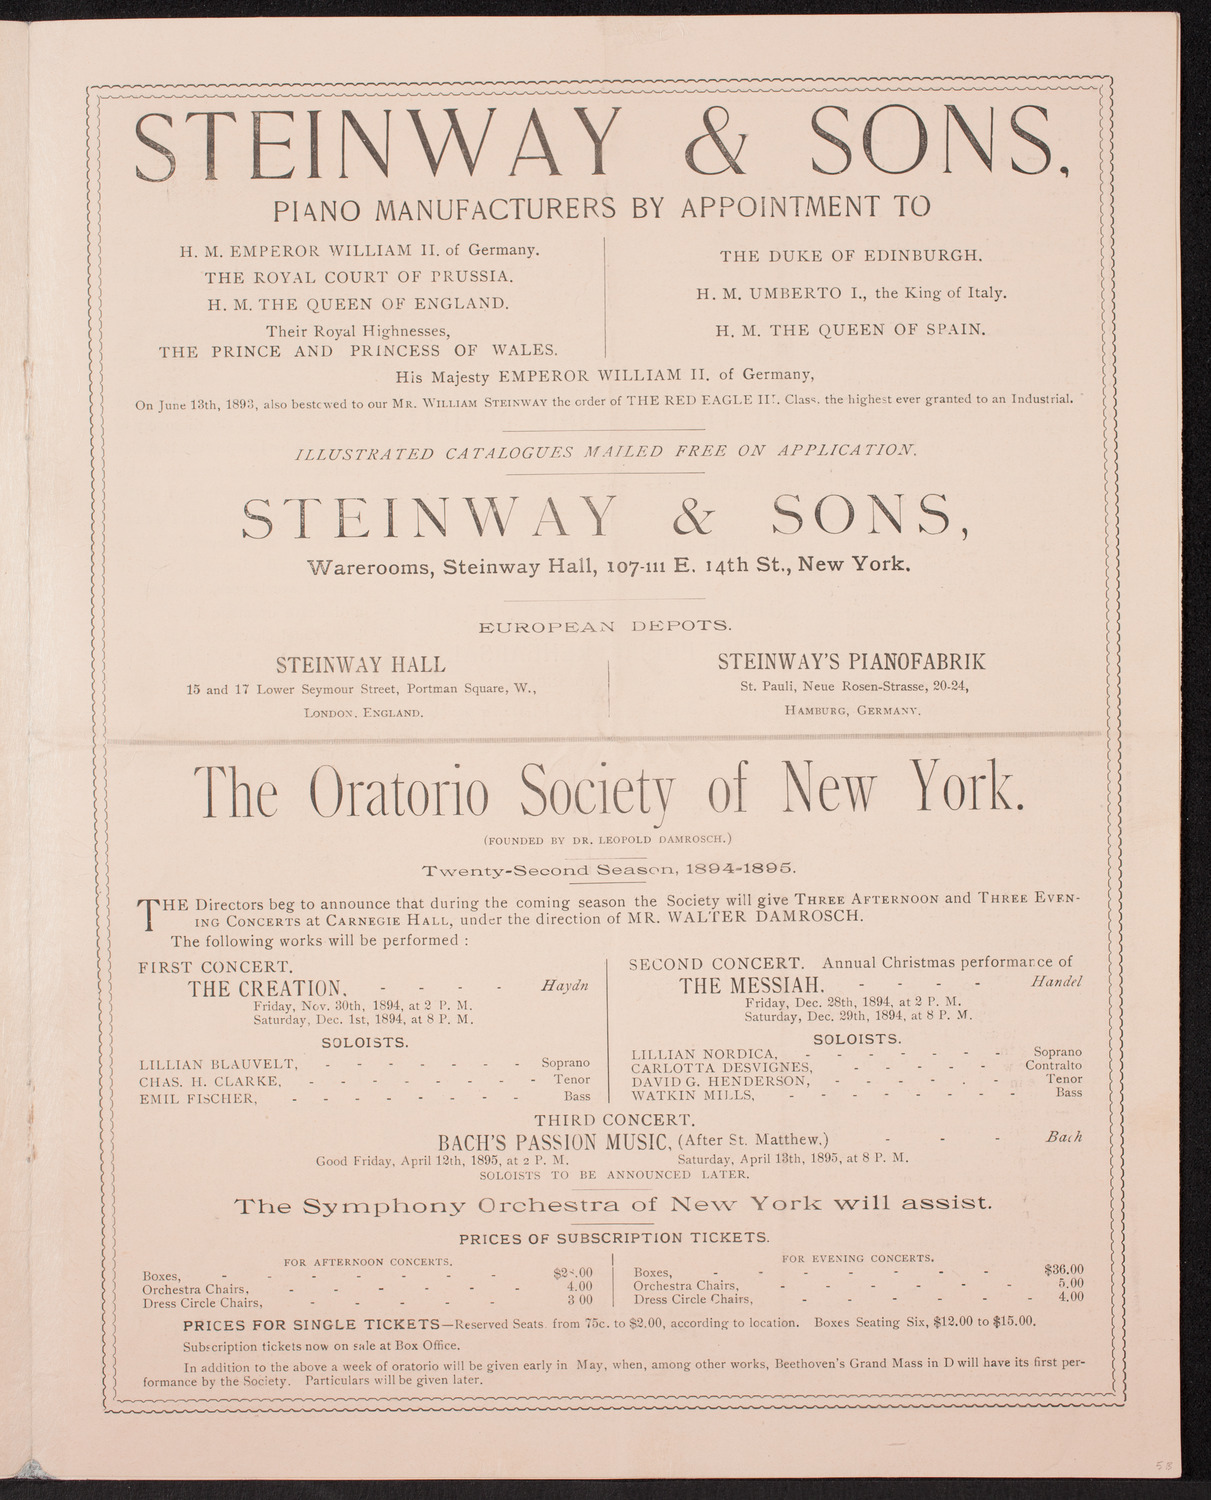 STEINWAY & SONS,
PIANO MANUFACTURERS BY APPOINTMENT TO
H. M. EMPEROR WILLIAM II. of Germany.
THE ROYAL COURT OF PRUSSIA.
H. M. THE QUEEN OF ENGLAND.
Their Royal Highnesses,
THE PRINCE AND PRINCESS OF WALES.
THE DUKE OF EDINBURGH.
H. M. UMBERTO I., the King of Italy.
H. M. THE QUEEN OF SPAIN.
His Majesty EMPEROR WILLIAM II. of Germany,
On June 13th, 1893, also bestowed to our MR. WILLIAM STEINWAY the order of THE RED EAGLE III. Class, the highest ever granted to an Industrial.
ILLUSTRATED CATALOGUES MAILED FREE ON APPLICATION.
STEINWAY & SONS,
Warerooms, Steinway Hall, 107-111 E. 14th St., New York.
EUROPEAN DEPOTS.
STEINWAY HALL
15 and 17 Lower Seymour Street, Portman Square, W.,
LONDON, ENGLAND.
STEINWAY'S PIANOFABRIK
St. Pauli, Neue Rosen-Strasse, 20-24,
HAMBURG, GERMANY.
The Oratorio Society of New York.
(FOUNDED BY DR. LEOPOLD DAMROSCH.)
Twenty-Second Season, 1894-1895.
THE Directors beg to announce that during the coming season the Society will give THREE AFTERNOON and THREE EVEN-
ING CONCERTS at CARNEGIE HALL, under the direction of MR. WALTER DAMROSCH.
The following works will be performed :
FIRST CONCERT.
THE CREATION, - - - - Haydn
Friday, Nov. 30th, 1894, at 2 P. M.
Saturday, Dec. 1st, 1894, at 8 P. M.
SOLOISTS.
LILLIAN BLAUVELT, - - - - - - - Soprano
CHAS. H. CLARKE, - - - - - - - - Tenor
EMIL FISCHER, - - - - - - - - Bass
SECOND CONCERT. Annual Christmas performance of
THE MESSIAH. - - - - Handel
Friday, Dec. 28th, 1894, at 2 P. M.
Saturday, Dec. 29th, 1894, at 8 P. M.
SOLOISTS.
LILLIAN NORDICA, - - - - - - - Soprano
CARLOTTA DESVIGNES, - - - - - Contralto
DAVID G. HENDERSON, - - - - - - Tenor
WATKIN MILLS, - - - - - - - - Bass
THIRD CONCERT.
BACH'S PASSION MUSIC, (After St. Matthew.) - - - Bach
Good Friday, April 12th, 1895, at 2 P. M. Saturday, April 13th, 1895, at 8 P. M.
SOLOISTS TO BE ANNOUNCED LATER.
The Symphony Orchestra of New York will assist.
PRICES OF SUBSCRIPTION TICKETS.
FOR AFTERNOON CONCERTS.
Boxes, - - - - - - -
Orchestra Chairs, - - - - - - 4.00
Dress Circle Chairs, - - - - - 3 00
FOR EVENING CONCERTS.
Boxes, - - - - - - - $36.00
Orchestra Chairs, - - - - - - 5.00
Dress Circle Chairs, - - - - - - 4.00
PRICES FOR SINGLE TICKETS—Reserved Seats from 75c. to $2.00, according to location. Boxes Seating Six, $12.00 to $15.00.
Subscription tickets now on sale at Box Office.
In addition to the above a week of oratorio will be given early in May, when, among other works, Beethoven's Grand Mass in D will have its first per-
formance by the Society. Particulars will be given later.
58